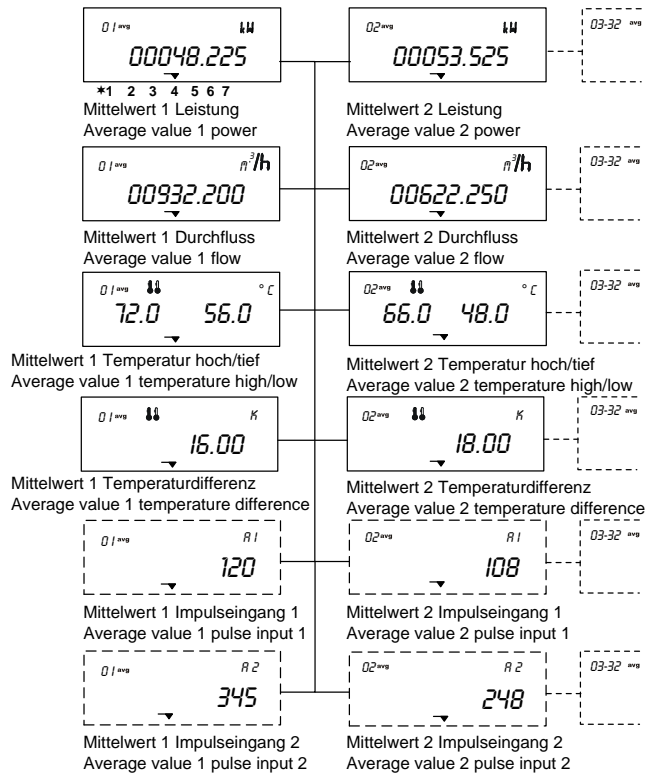 01 avg kW 02 avg kW 03-32 avg
00048.225 00053.525
*1 2 3 4 5 6 7
Mittelwert 1 Leistung Mittelwert 2 Leistung
Average value 1 power Average value 2 power
01 avg m³/h 02 avg m³/h 03-32 avg
00932.200 00622.250
Mittelwert 1 Durchfluss Mittelwert 2 Durchfluss
Average value 1 flow Average value 2 flow
01 avg °C 02 avg °C 03-32 avg
72.0 56.0 66.0 48.0
Mittelwert 1 Temperatur hoch/tief Mittelwert 2 Temperatur hoch/tief
Average value 1 temperature high/low Average value 2 temperature high/low
01 avg K 02 avg K 03-32 avg
16.00 18.00
Mittelwert 1 Temperaturdifferenz Mittelwert 2 Temperaturdifferenz
Average value 1 temperature difference Average value 2 temperature difference
01 avg A1 02 avg A1 03-32 avg
120 108
Mittelwert 1 Impulseingang 1 Mittelwert 2 Impulseingang 1
Average value 1 pulse input 1 Average value 2 pulse input 1
01 avg A2 02 avg A2 03-32 avg
345 248
Mittelwert 1 Impulseingang 2 Mittelwert 2 Impulseingang 2
Average value 1 pulse input 2 Average value 2 pulse input 2